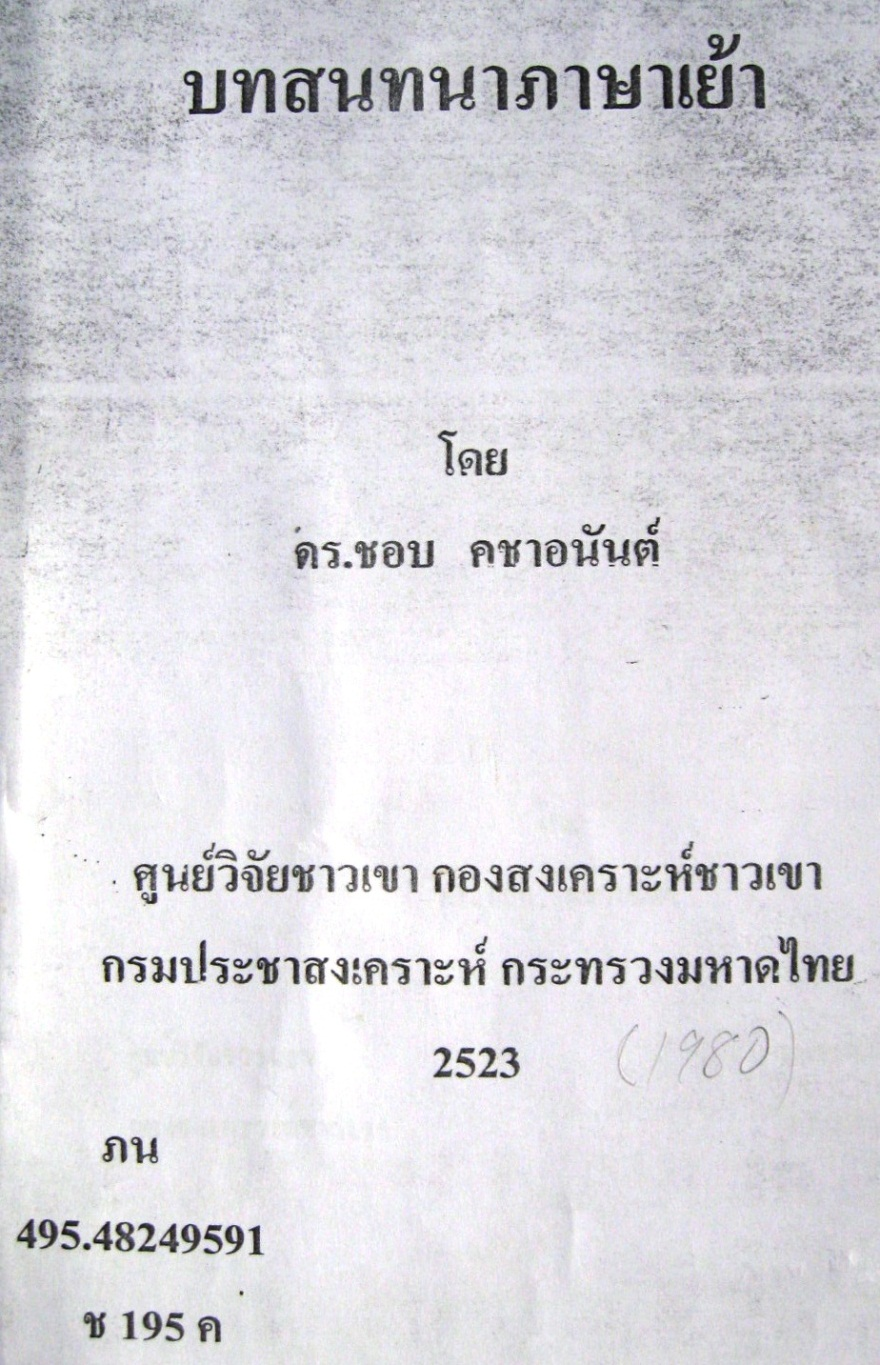 บทสนทนาภาษาเย้า
โดย
ดร.ชอบ คชาอนันต์
ศูนย์วิจัยชาวเขา กองสงเคราะห์ชาวเขา
กรมประชาสงเคราะห์ กระทรวงมหาดไทย
2523 (1980)
ภน
495.48249591
ช 195 ค